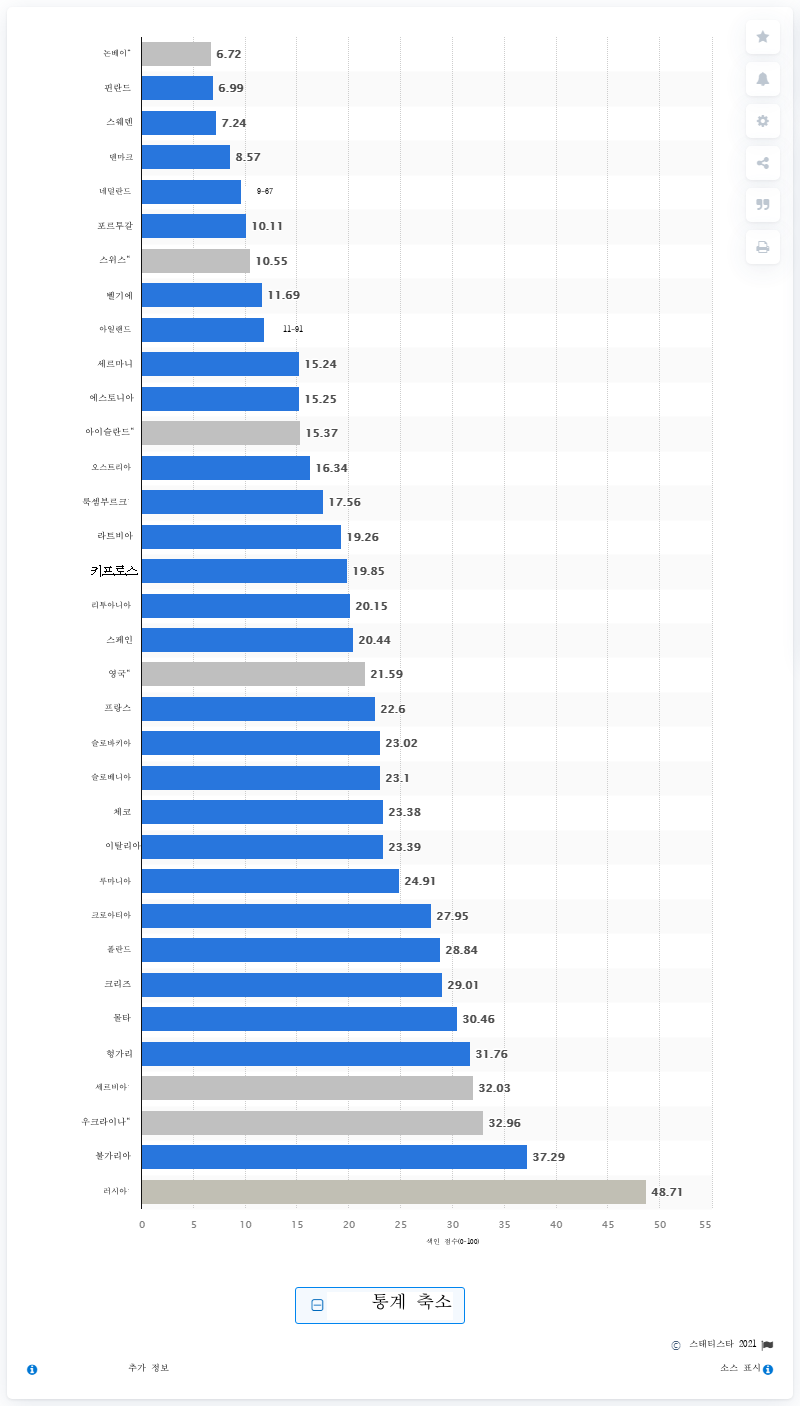 논베이* 6.72
핀란드 6.99
스웨덴 7.24
덴마크 8.57
네덜란드 9-67
포르투갈 10.11
스위스" 10.55
벨기에 11.69
아일랜드 11-91
세르마니 15.24
에스토니아 15.25
아이슬란드" 15.37
오스트리아 16.34
룩셈부르크· 17.56
라트비아 19.26
키프로스 19.85
리투아니아 20.15
스페인 20.44
영국" 21.59
프랑스 22.6
슬로바키아 23.02
슬로베니아 23.1
체코 23.38
이탈리아 23.39
루마니아 24.91
크로아티아 27.95
폴란드 28.84
크리즈 29.01
몰타 30.46
헝가리 31.76
세르비아· 32.03
우크라이나" 32.96
불가리아 37.29
러시아· 48.71
0 5 10 15 20 25 30 35 40 45 50 55
색인 점수(0-100)
통계 축소
© 스태티스타 2021
추가 정보 소스 표시